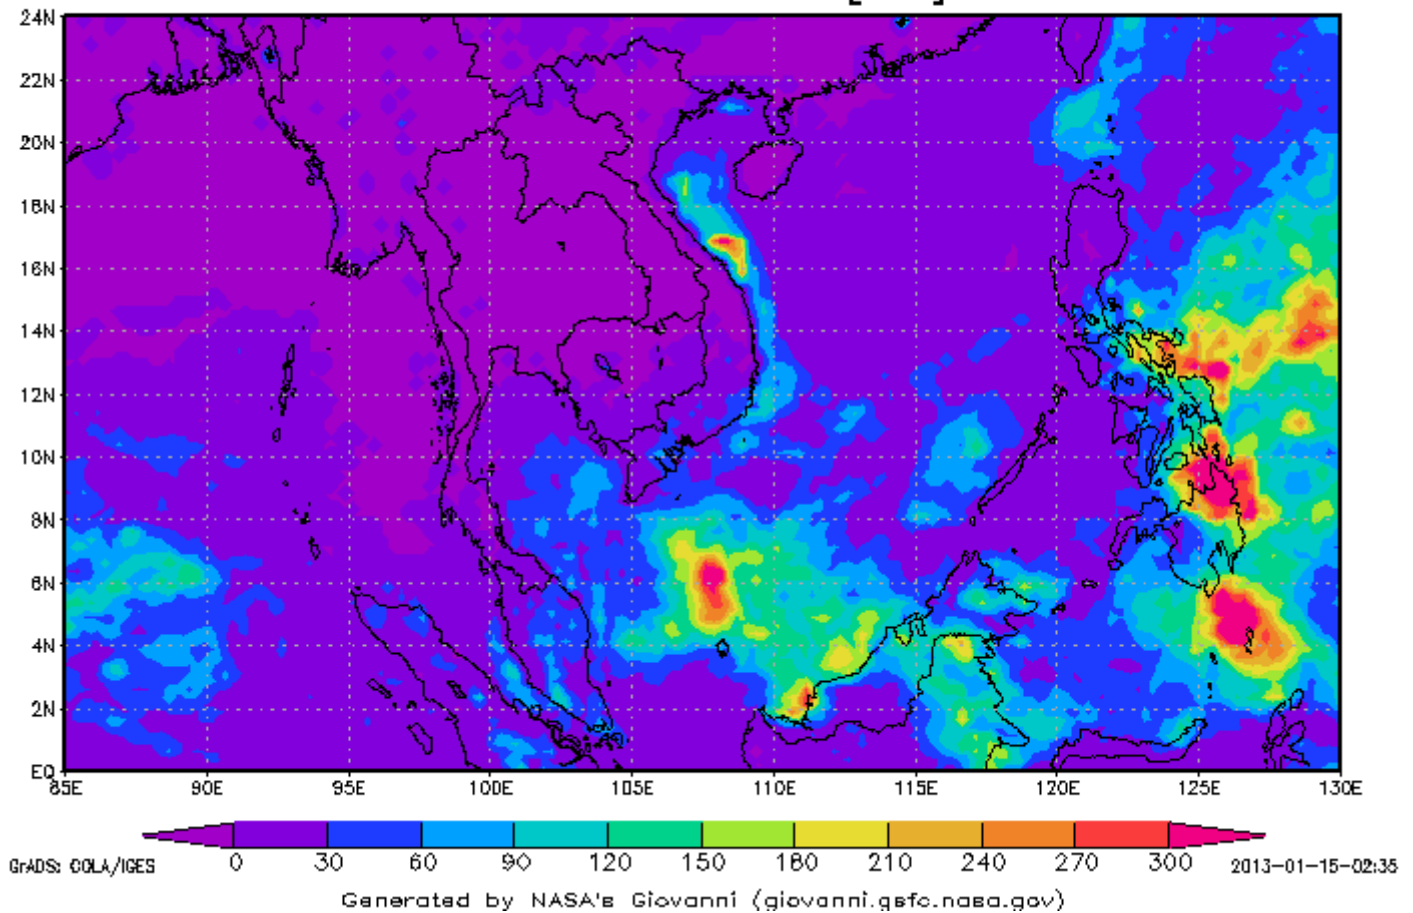 24N
22N
20N
18N
16N
14N
12N
10N
8N
6N
4N
2N
EQ
85E 90E 95E 100E 105E 110E 115E 120E 125E 130E
0 30 60 90 120 150 180 210 240 270 300
GrADS: COLA/IGES 2013-01-15-02:35
Generated by NASA's Giovanni (giovanni.gsfc.nasa.gov)